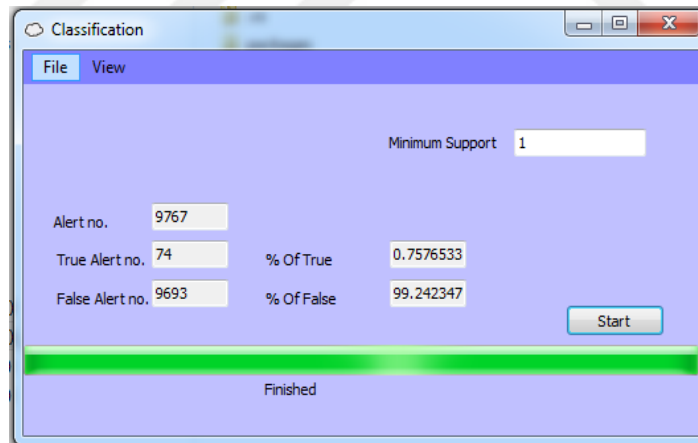 Classification
File View
Minimum Support 1
Alert no. 9767
True Alert no. 74 % Of True 0.7576533
False Alert no. 9693 % Of False 99.242347
Start
Finished